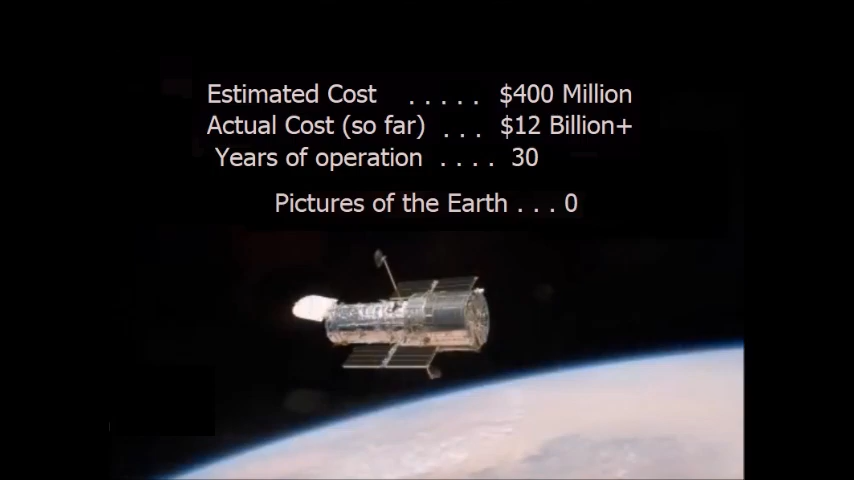 Estimated Cost ..... $400 Million
Actual Cost (so far) ... $12 Billion+
Years of operation .... 30
Pictures of the Earth ... 0